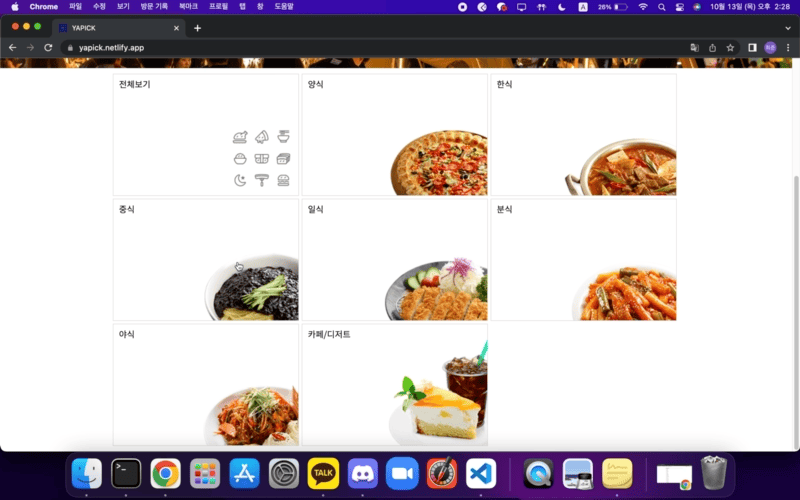 Chrome 파일 수정 보기 방문 기록 북마크 프로필 탭 창 도움말 A 26% 10월 13일 (목) 오후 2:28
YAPICK
yapick.netlify.app
전체보기 양식 한식
중식 일식 분식
야식 카페/디저트
TALK